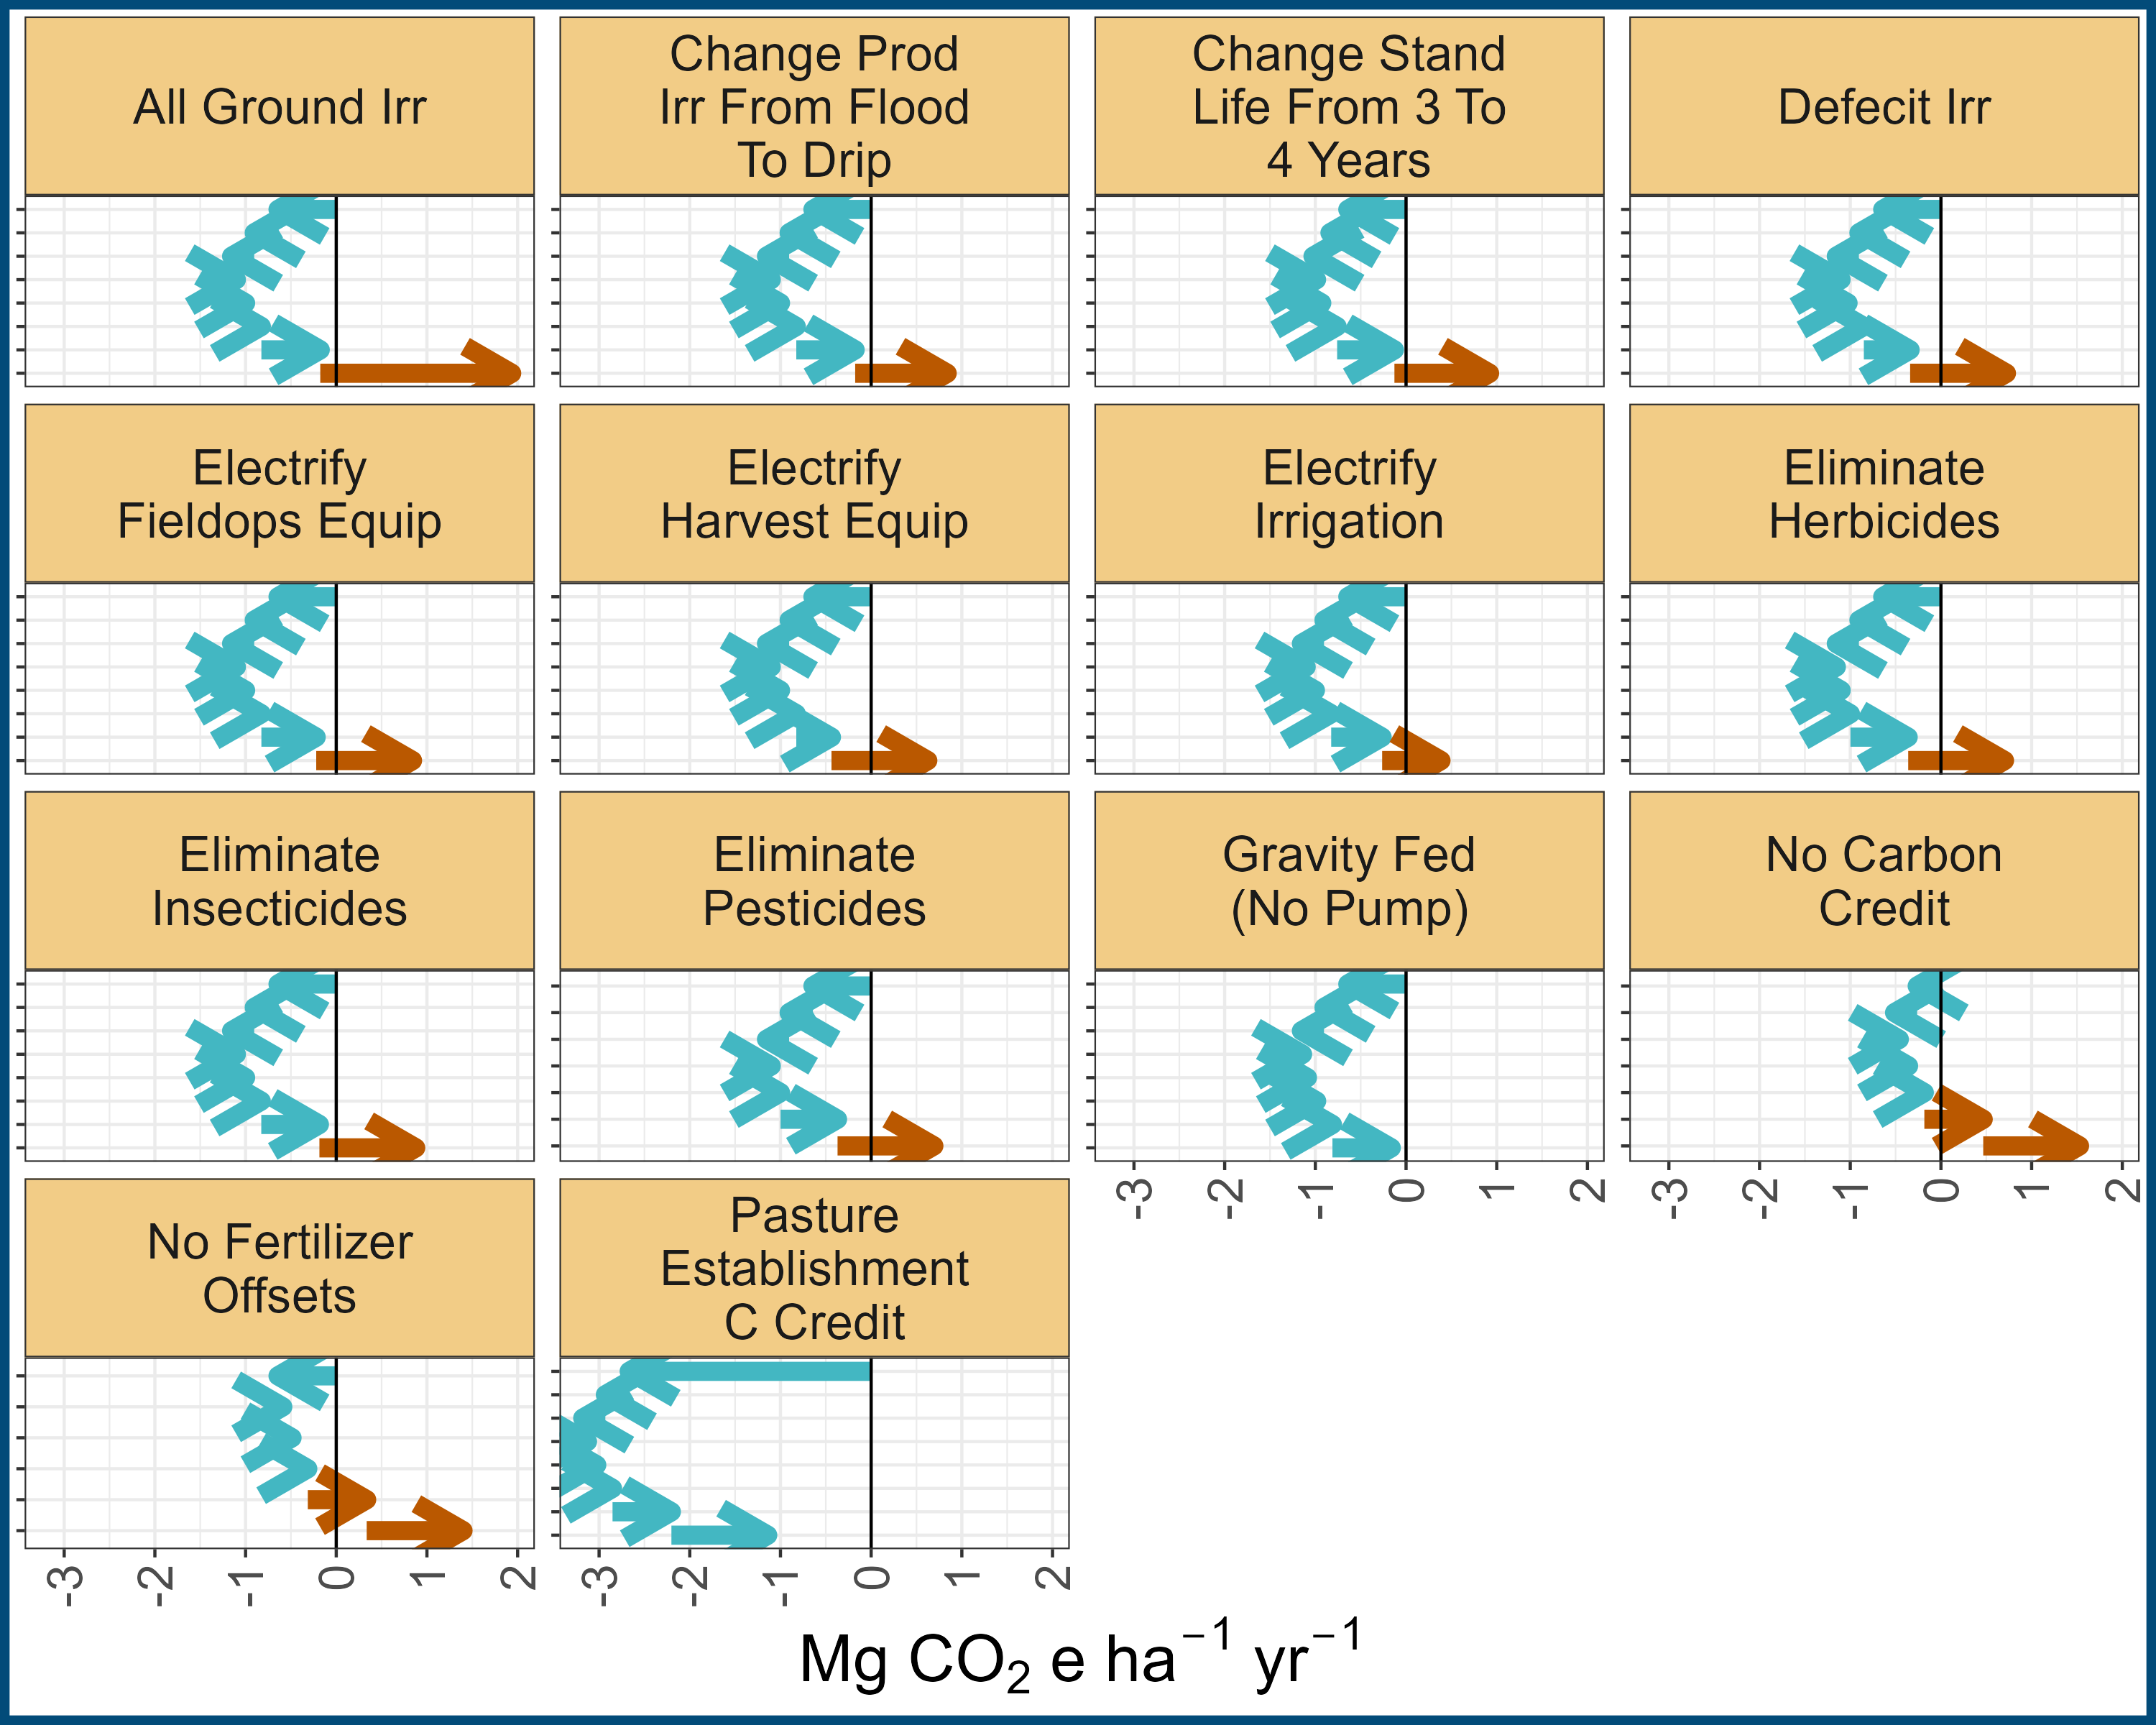 All Ground Irr
Change Prod
Irr From Flood
To Drip
Change Stand
Life From 3 To
4 Years
Defecit Irr
Electrify
Fieldops Equip
Electrify
Harvest Equip
Electrify
Irrigation
Eliminate
Herbicides
Eliminate
Insecticides
Eliminate
Pesticides
Gravity Fed
(No Pump)
No Carbon
Credit
-3 -2 -1 0 1 2
-3 -2 -1 0 1 2
No Fertilizer
Offsets
Pasture
Establishment
C Credit
-3 -2 -1 0 1 2
-3 -2 -1 0 1 2
Mg CO₂ e ha⁻¹ yr⁻¹